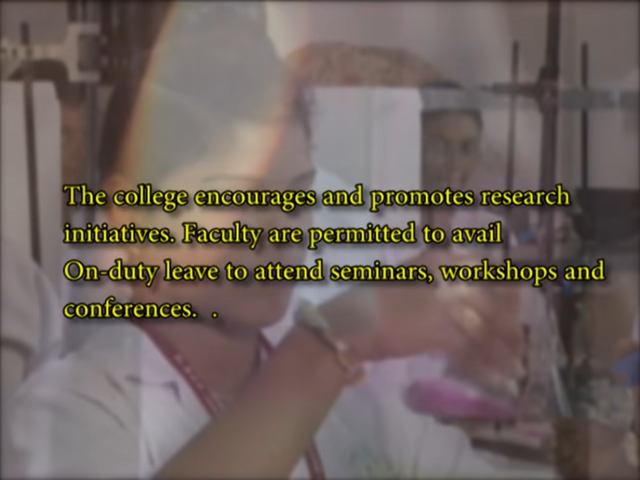 The college encourages and promotes research
initiatives. Faculty are permitted to avail
On-duty leave to attend seminars, workshops and
conferences.  .